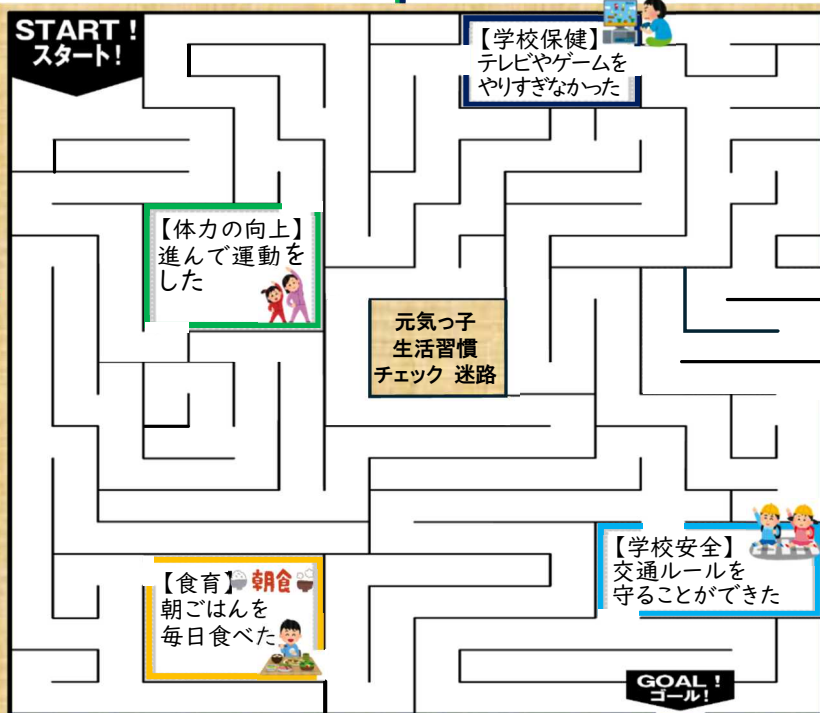 START！
スタート！
【学校保健】
テレビやゲームを
やりすぎなかった
【体力の向上】
進んで運動を
した
元気っ子
生活習慣
チェック 迷路
【学校安全】
交通ルールを
守ることができた
【食育】朝食
朝ごはんを
毎日食べた
GOAL！
ゴール！